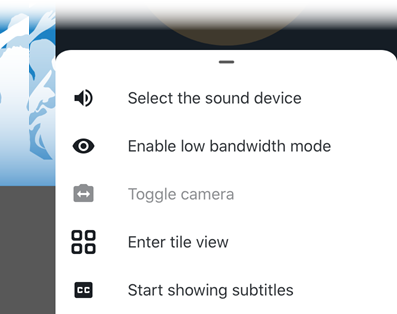 Select the sound device
Enable low bandwidth mode
Toggle camera
Enter tile view
CC Start showing subtitles